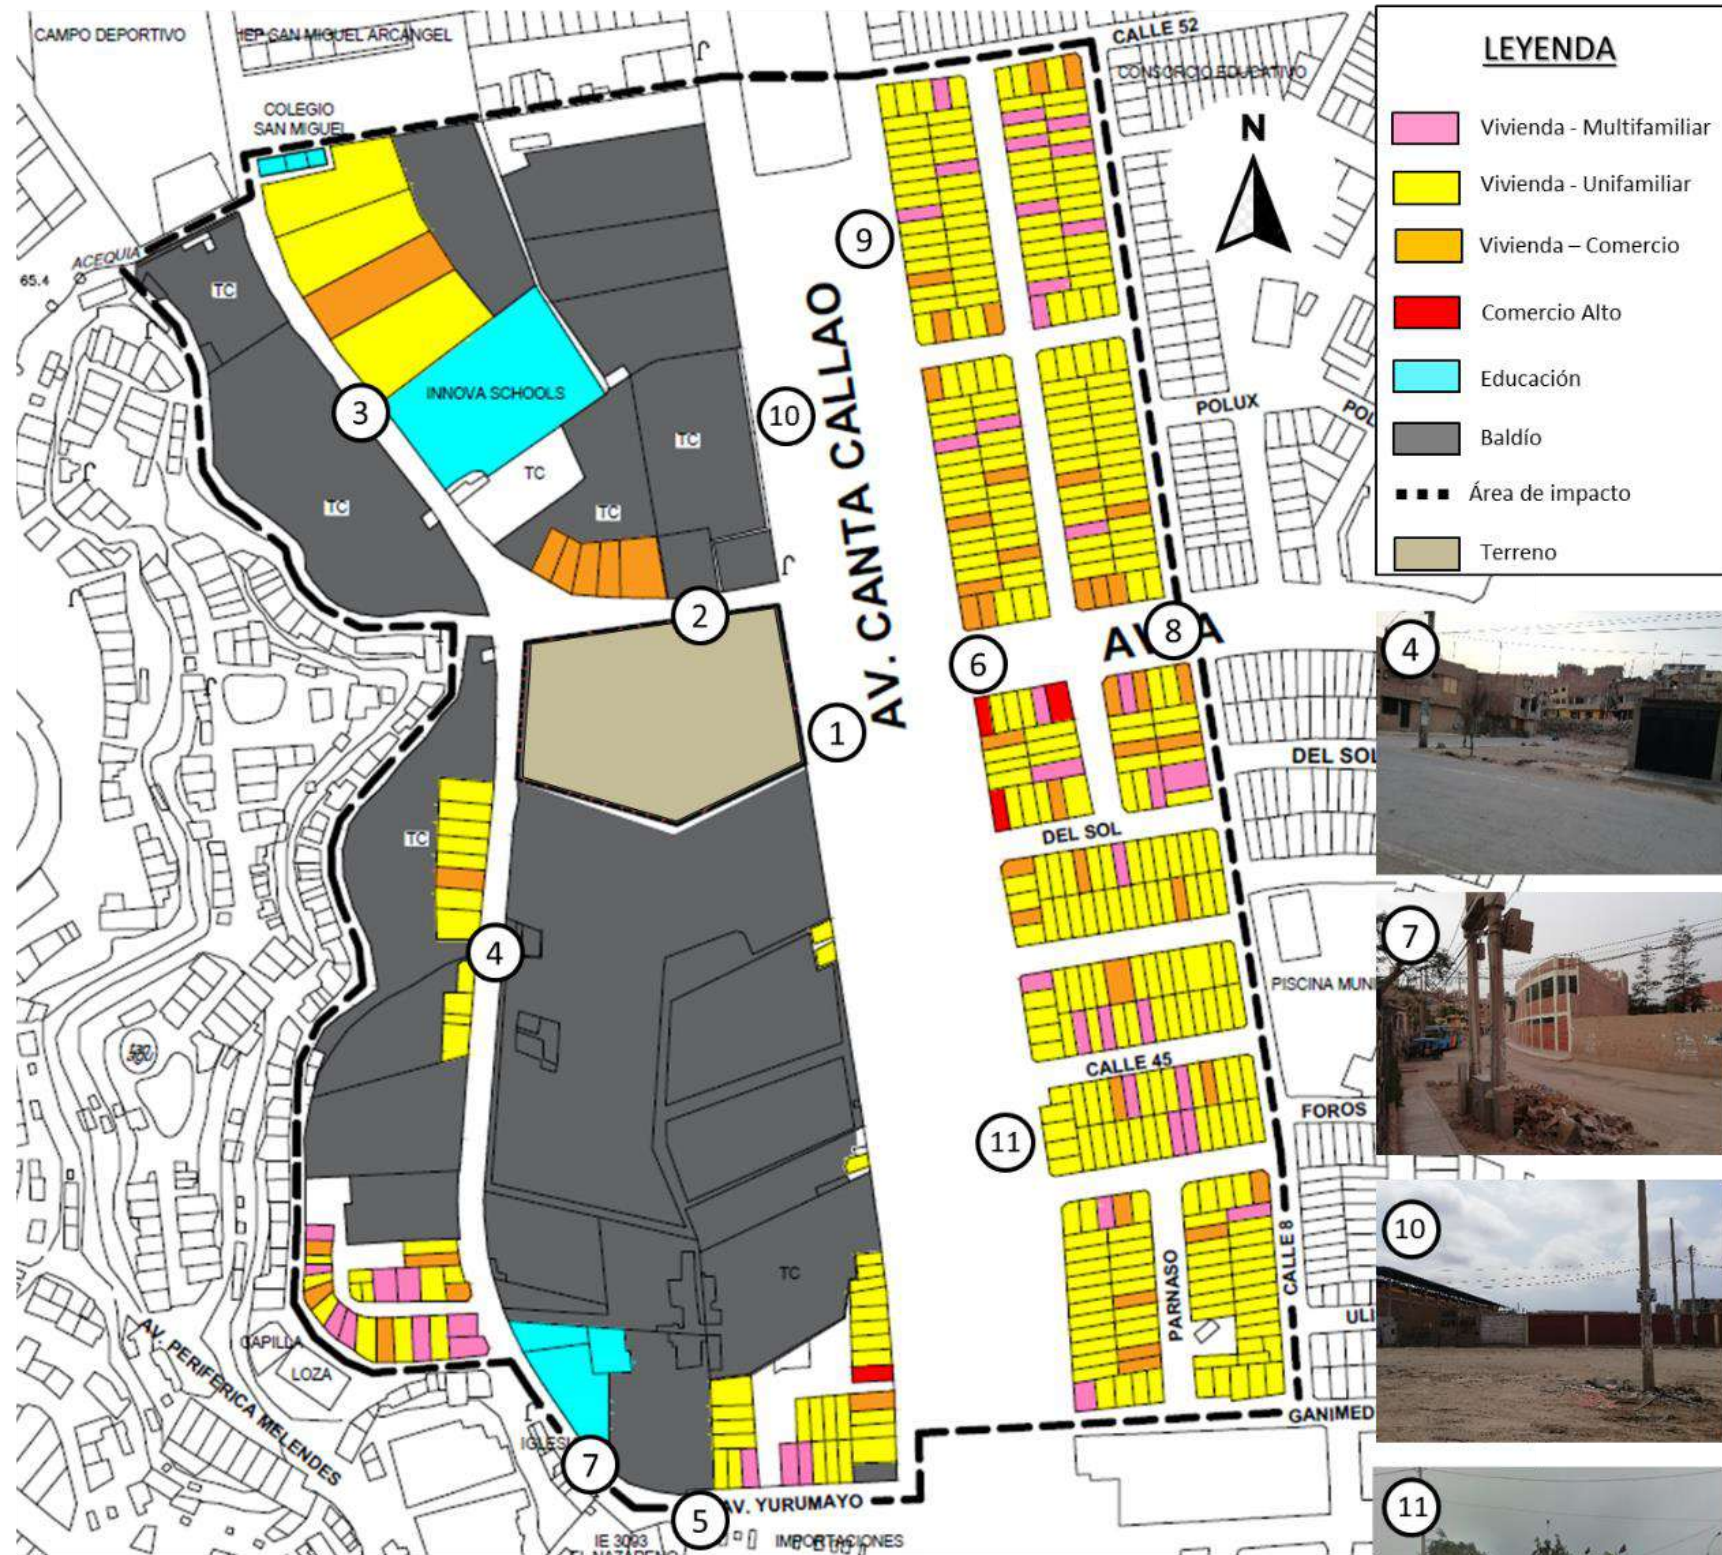 CAMPO DEPORTIVO
IEP SAN MIGUEL ARCANGEL
CALLE 52
CONSORCIO EDUCATIVO
COLEGIO
SAN MIGUEL
N
ACEQUIA
65.4
TC
9
3
INNOVA SCHOOLS
10
TC
TC
TC
TC
POLUX
POL
AV. CANTA CALLAO
2
8
6
1
DEL SOL
DEL SOL
TC
4
PISCINA MUNI
CALLE 45
FOROS
11
TC
PARNASO
CALLE 8
ULI
CAPILLA
LOZA
AV. PERIFERICA MELENDES
GANIMED
IGLESI
7
5
AV. YURUMAYO
IE 3093
IMPORTACIONES
LEYENDA
Vivienda - Multifamiliar
Vivienda - Unifamiliar
Vivienda – Comercio
Comercio Alto
Educación
Baldío
Área de impacto
Terreno
4
7
10
11